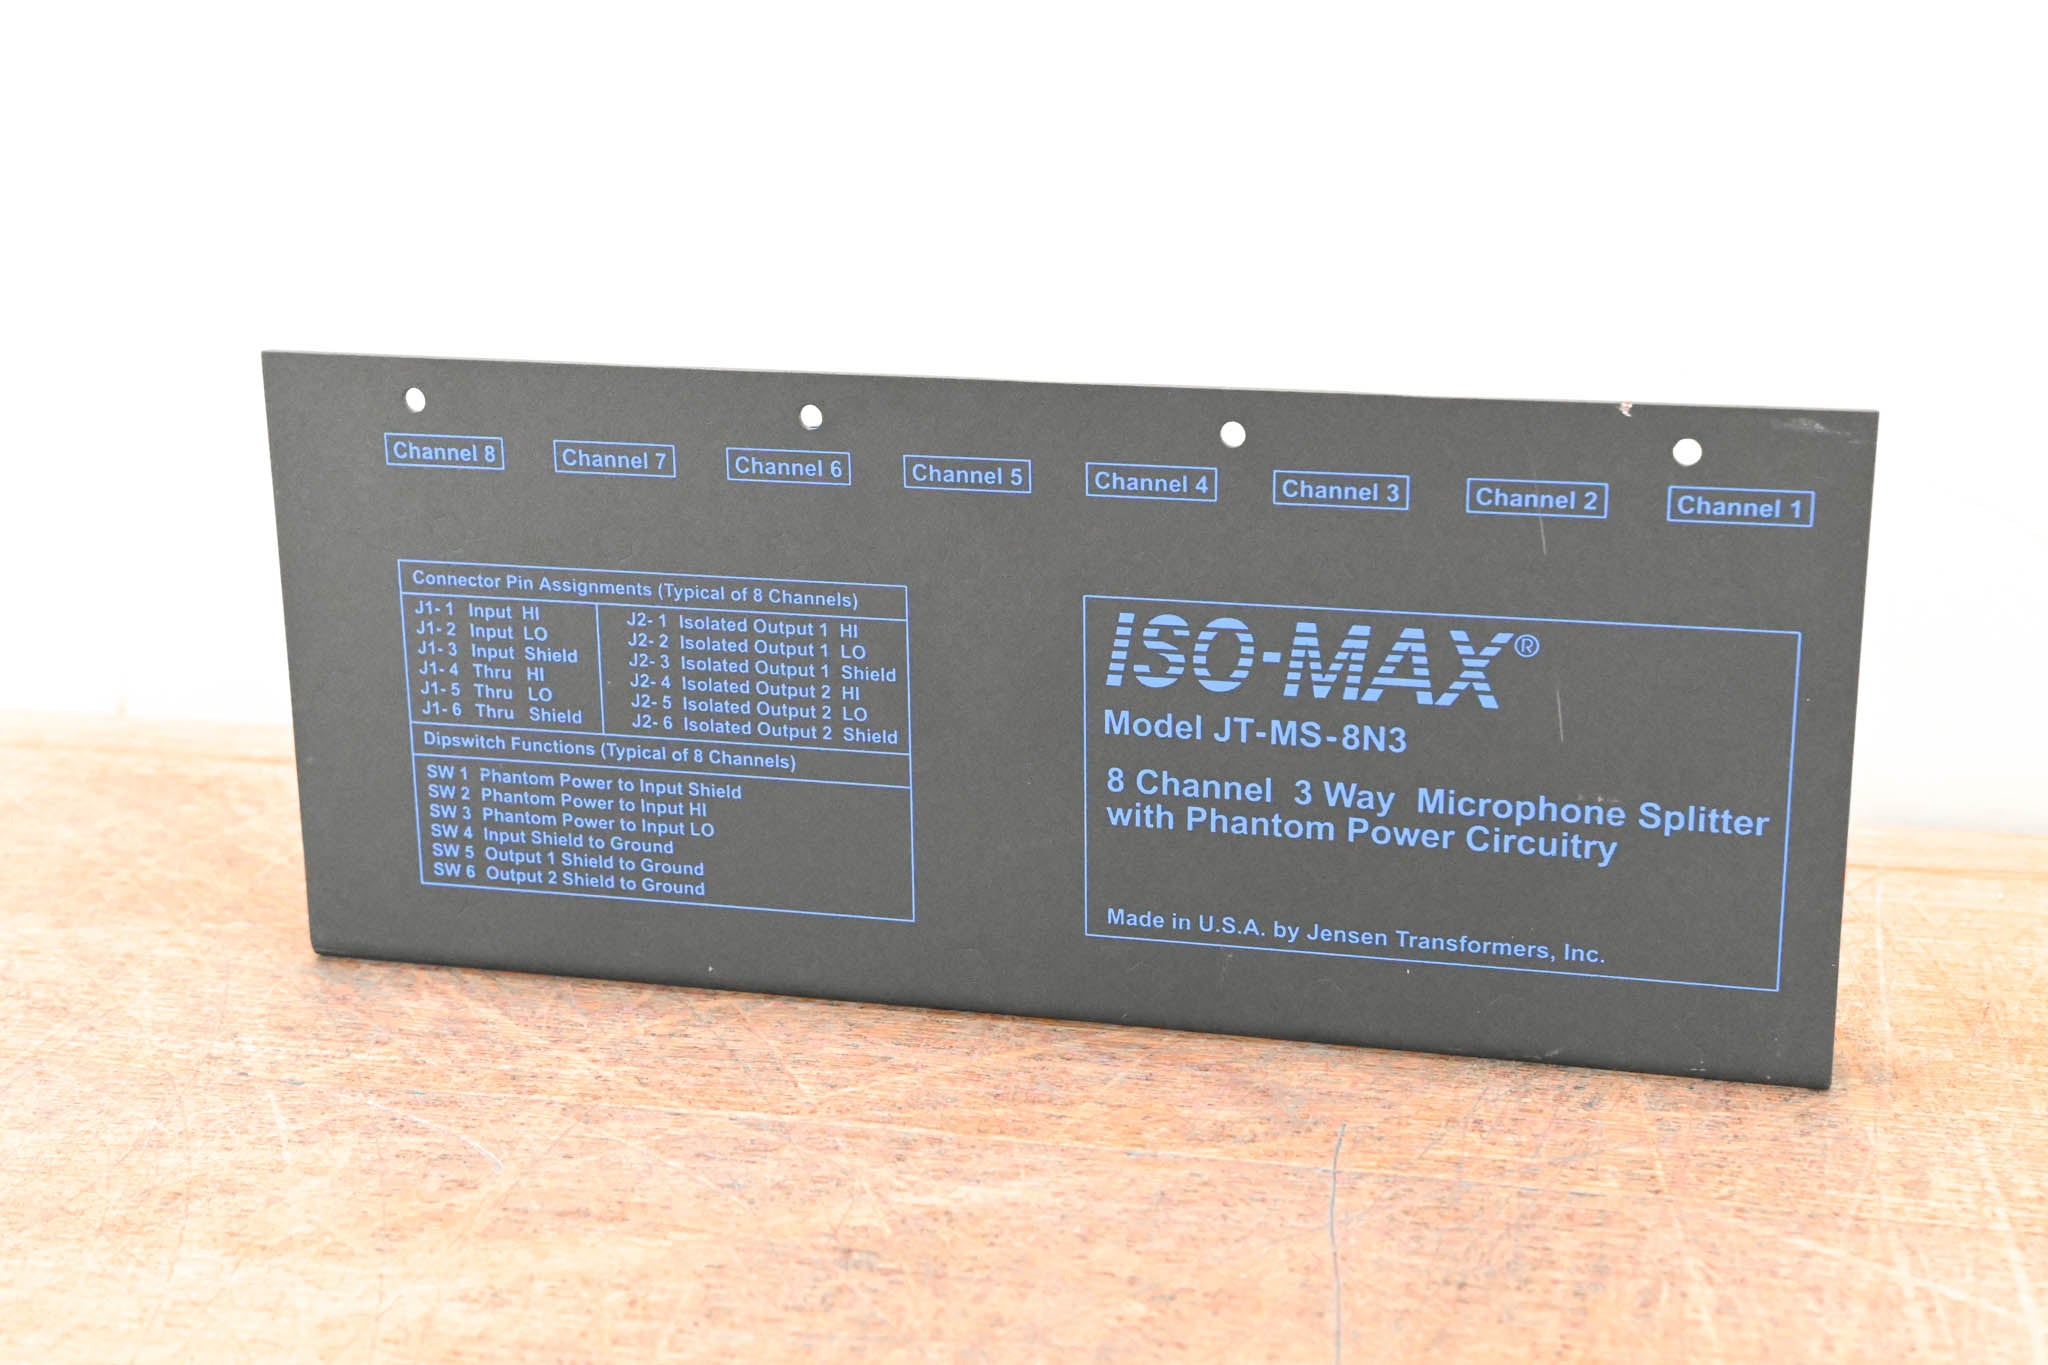 Channel 8 Channel 7 Channel 6 Channel 5 Channel 4 Channel 3 Channel 2 Channel 1
Connector Pin Assignments (Typical of 8 Channels)
J1- 1 Input HI
J1- 2 Input LO
J1- 3 Input Shield
J1- 4 Thru HI
J1- 5 Thru LO
J1- 6 Thru Shield
J2- 1 Isolated Output 1 HI
J2- 2 Isolated Output 1 LO
J2- 3 Isolated Output 1 Shield
J2- 4 Isolated Output 2 HI
J2- 5 Isolated Output 2 LO
J2- 6 Isolated Output 2 Shield
Dipswitch Functions (Typical of 8 Channels)
SW 1 Phantom Power to Input Shield
SW 2 Phantom Power to Input HI
SW 3 Phantom Power to Input LO
SW 4 Input Shield to Ground
SW 5 Output 1 Shield to Ground
SW 6 Output 2 Shield to Ground
ISO-MAX®
Model JT-MS-8N3
8 Channel 3 Way Microphone Splitter
with Phantom Power Circuitry
Made in U.S.A. by Jensen Transformers, Inc.